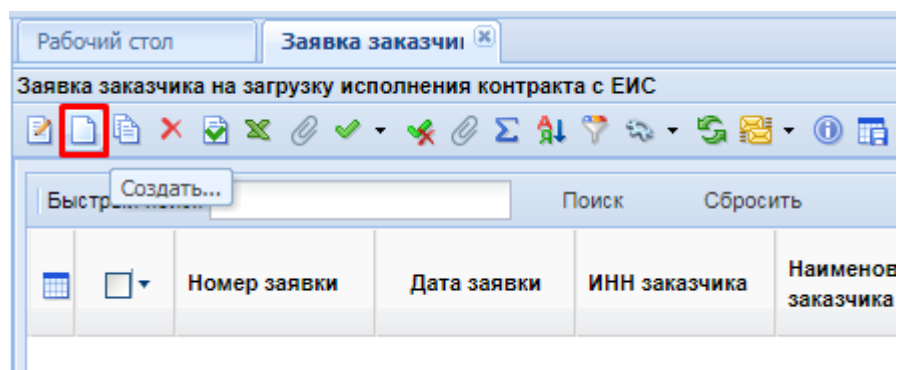 Рабочий стол
Заявка заказчи
Заявка заказчика на загрузку исполнения контракта с ЕИС
Создать...
Поиск
Сбросить
Номер заявки
Дата заявки
ИНН заказчика
Наименов
заказчика